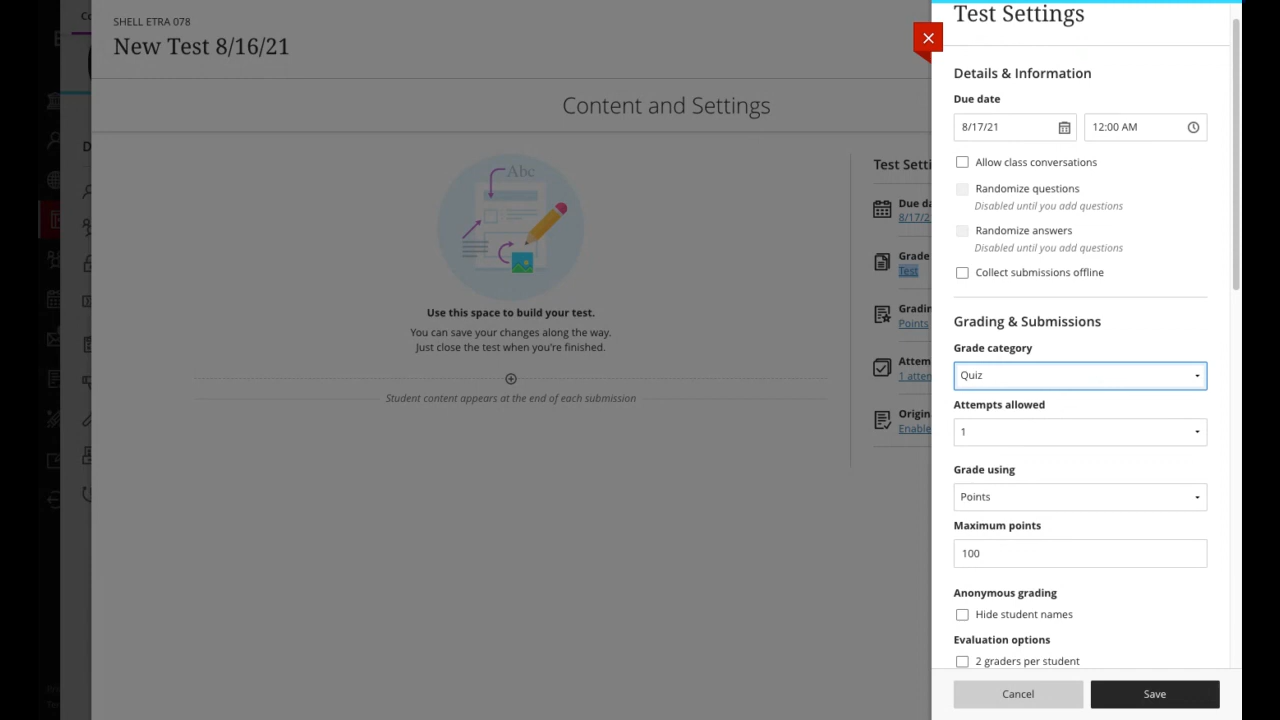 SHELL ETRA 078
New Test 8/16/21
Content and Settings
Abc
Use this space to build your test.
You can save your changes along the way.
Just close the test when you're finished.
Student content appears at the end of each submission
Test Setti
Due da
8/17/2
Grade
Test
Gradin
Points
Attem
1 atten
Origin
Enable
Test Settings
Details & Information
Due date
8/17/21
12:00 AM
Allow class conversations
Randomize questions
Disabled until you add questions
Randomize answers
Disabled until you add questions
Collect submissions offline
Grading & Submissions
Grade category
Quiz
Attempts allowed
1
Grade using
Points
Maximum points
100
Anonymous grading
Hide student names
Evaluation options
2 graders per student
Cancel
Save